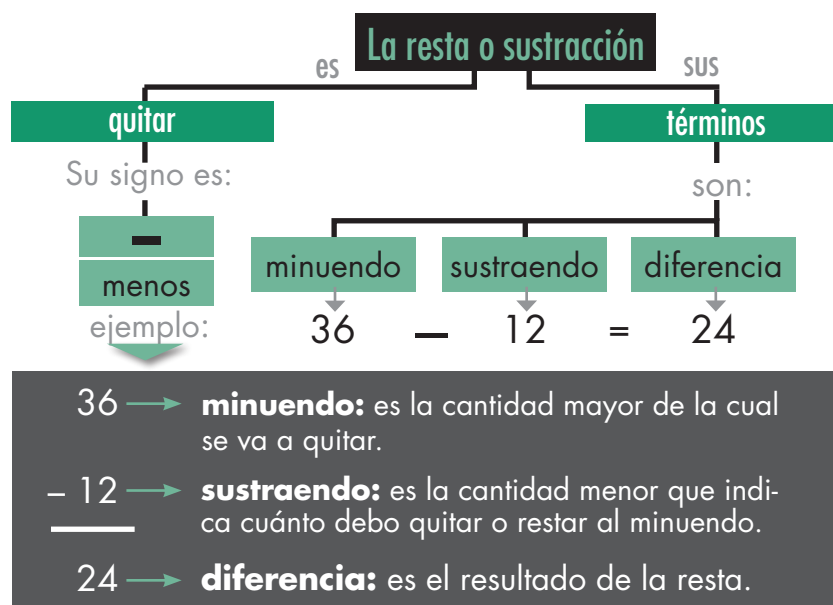 La resta o sustracción
es
sus
quitar
términos
Su signo es:
son:
–
menos
minuendo
sustraendo
diferencia
ejemplo:
36 – 12 = 24
36 → minuendo: es la cantidad mayor de la cual
se va a quitar.
– 12 → sustraendo: es la cantidad menor que indi-
ca cuánto debo quitar o restar al minuendo.
24 → diferencia: es el resultado de la resta.